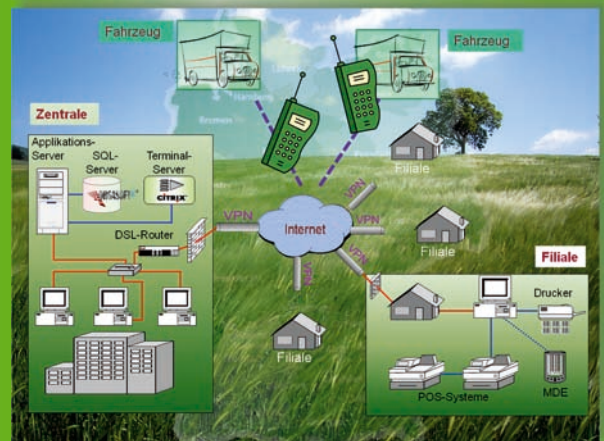 Fahrzeug
Fahrzeug
Zentrale
Applikations-
Server
SQL-
Server
Terminal-
Server
CITRIX
DSL-Router
VPN
Internet
VPN
VPN
VPN
VPN
Filiale
Filiale
Filiale
Filiale
Drucker
POS-Systeme
MDE